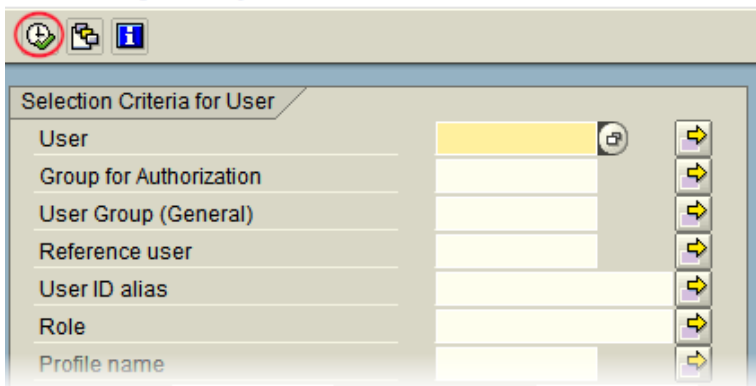 Selection Criteria for User
User
Group for Authorization
User Group (General)
Reference user
User ID alias
Role
Profile name